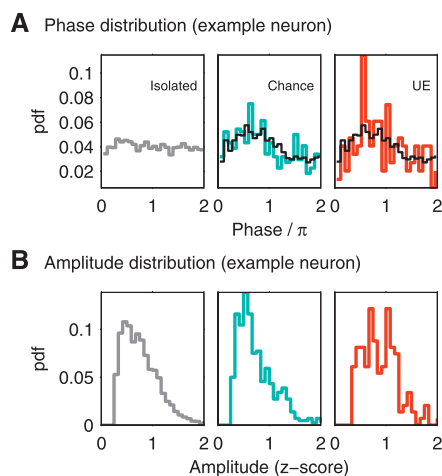 A Phase distribution (example neuron)
Isolated Chance UE
pdf
0.1
0.08
0.06
0.04
0.02
0 1 2 0 1 2 0 1 2
Phase / π
B Amplitude distribution (example neuron)
pdf
0.1
0.05
0
0 1 2 0 1 2 0 1 2
Amplitude (z-score)